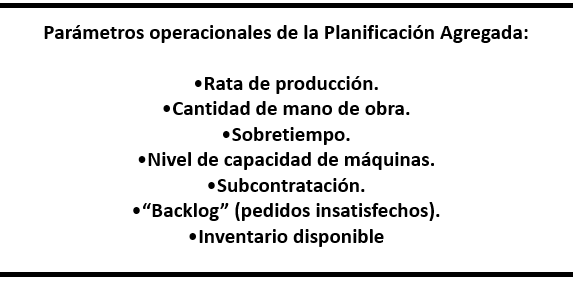 Parámetros operacionales de la Planificación Agregada:
•Rata de producción.
•Cantidad de mano de obra.
•Sobretiempo.
•Nivel de capacidad de máquinas.
•Subcontratación.
•“Backlog” (pedidos insatisfechos).
•Inventario disponible